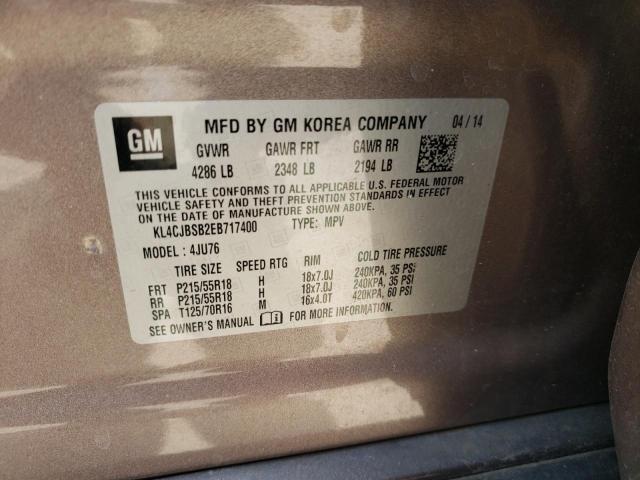 GM
MFD BY GM KOREA COMPANY 04 / 14
GVWR GAWR FRT GAWR RR
4286 LB 2348 LB 2194 LB
THIS VEHICLE CONFORMS TO ALL APPLICABLE U.S. FEDERAL MOTOR
VEHICLE SAFETY AND THEFT PREVENTION STANDARDS IN EFFECT
ON THE DATE OF MANUFACTURE SHOWN ABOVE.
KL4CJBSB2EB717400 TYPE: MPV
MODEL: 4JU76
TIRE SIZE SPEED RTG RIM COLD TIRE PRESSURE
FRT P215/55R18 H 18x7.0J 240KPA, 35 PSI
RR P215/55R18 H 18x7.0J 240KPA, 35 PSI
SPA T125/70R16 M 16x4.0T 420KPA, 60 PSI
SEE OWNER'S MANUAL FOR MORE INFORMATION.